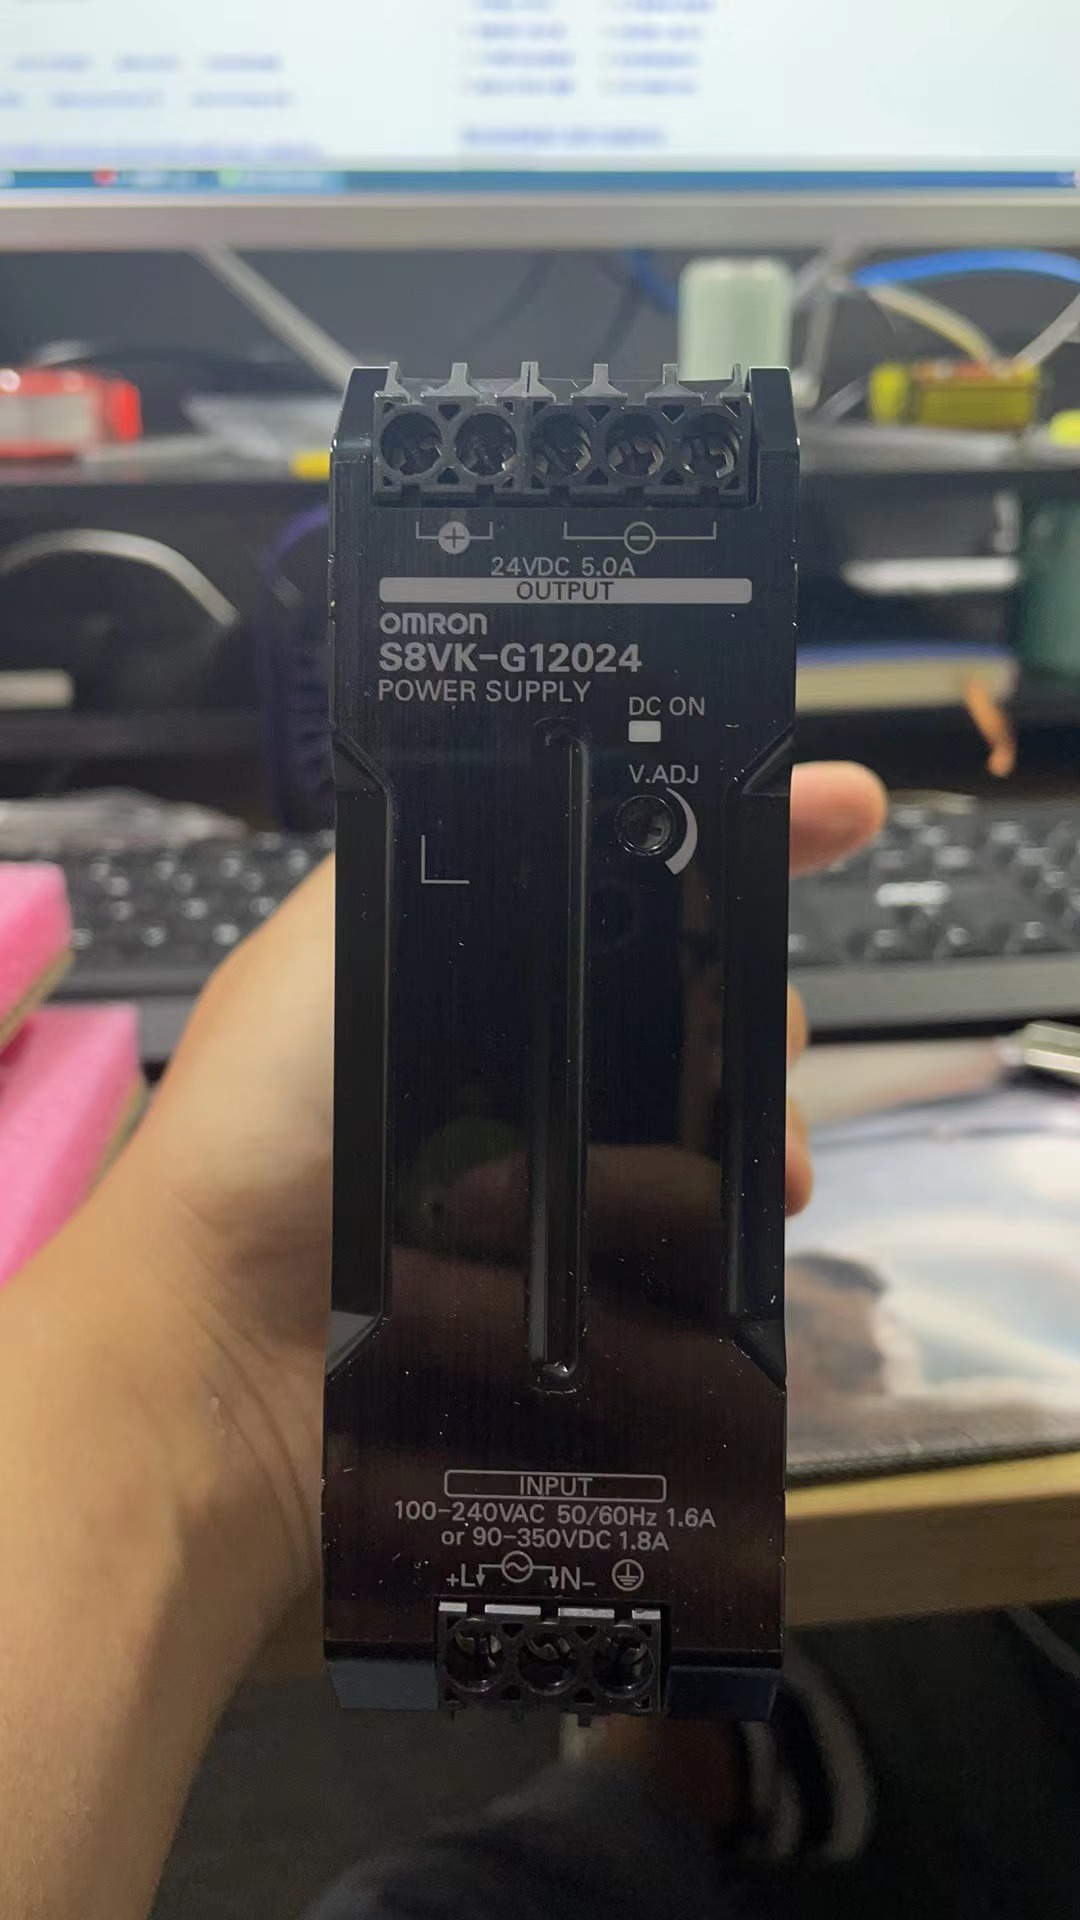 24VDC 5.0A
OUTPUT
omron
S8VK-G12024
POWER SUPPLY
DC ON
V.ADJ
INPUT
100-240VAC 50/60Hz 1.6A
or 90-350VDC 1.8A
+L N-